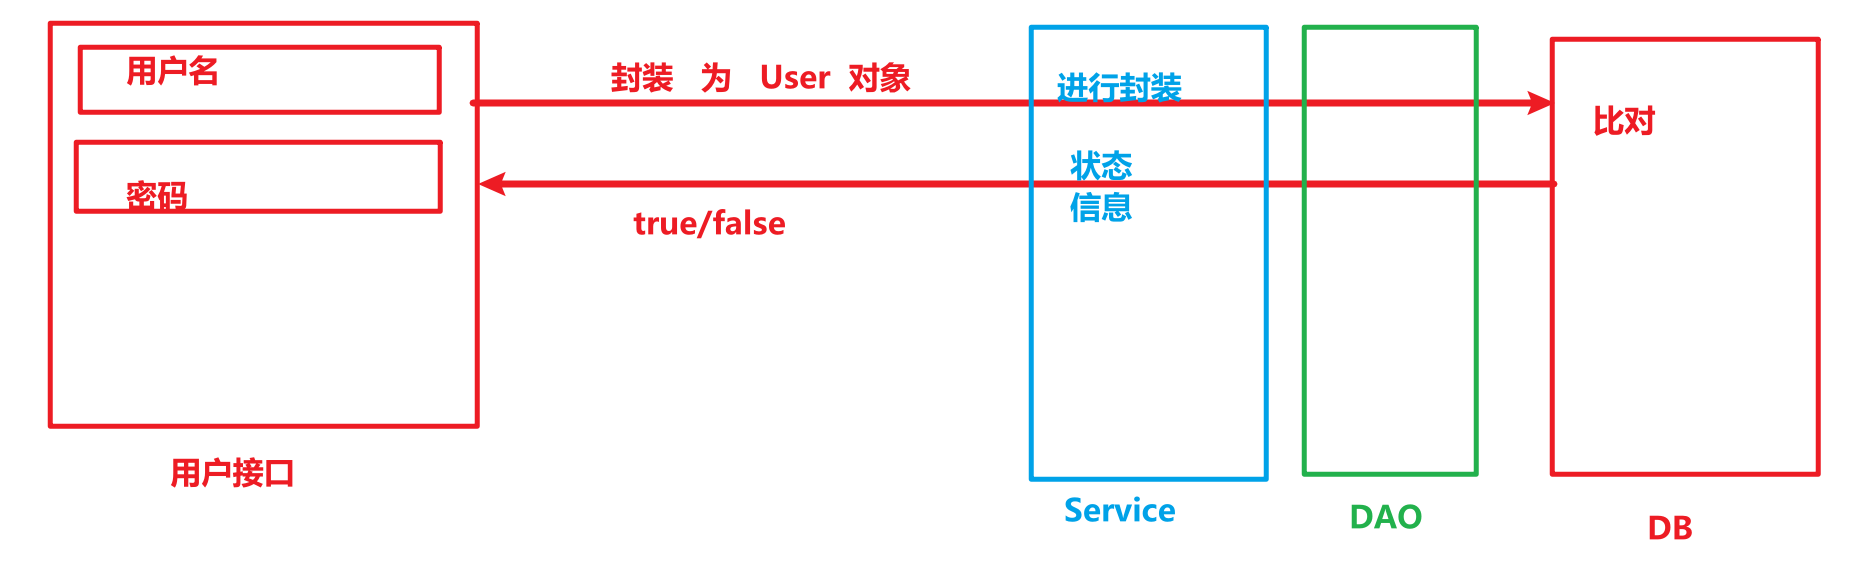 用户名
密码
用户接口
封装 为 User 对象
true/false
进行封装
状态
信息
Service
DAO
比对
DB